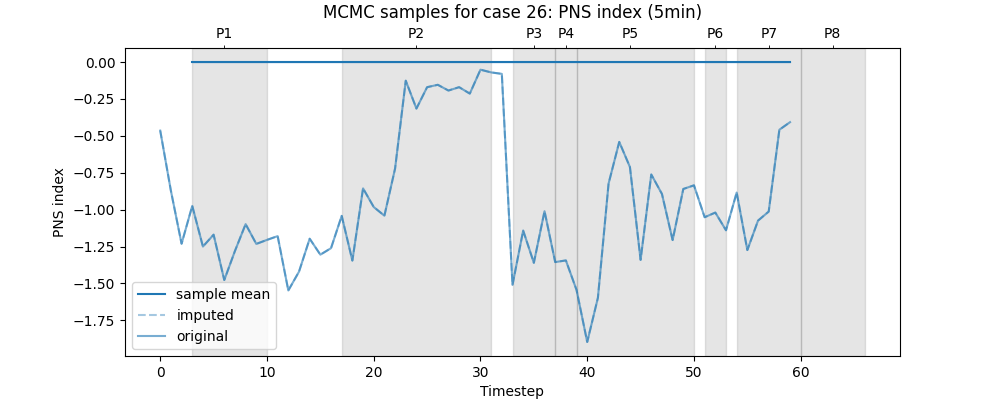 MCMC samples for case 26: PNS index (5min)
P1 P2 P3 P4 P5 P6 P7 P8
0.00
−0.25
−0.50
−0.75
−1.00
−1.25
−1.50
−1.75
PNS index
sample mean
imputed
original
0 10 20 30 40 50 60
Timestep